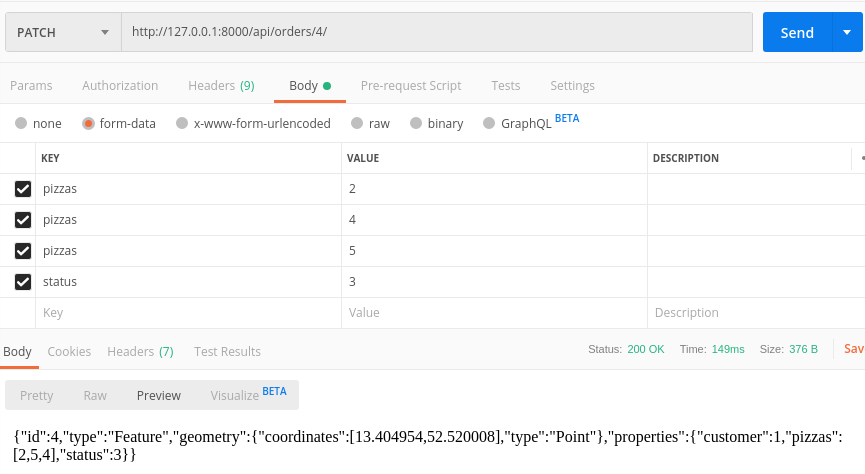 PATCH http://127.0.0.1:8000/api/orders/4/ Send
Params Authorization Headers (9) Body Pre-request Script Tests Settings
none form-data x-www-form-urlencoded raw binary GraphQL BETA
KEY VALUE DESCRIPTION
pizzas 2
pizzas 4
pizzas 5
status 3
Key Value Description
Body Cookies Headers (7) Test Results Status: 200 OK Time: 149ms Size: 376 B Sav
Pretty Raw Preview Visualize BETA
{"id":4,"type":"Feature","geometry":{"coordinates":[13.404954,52.520008],"type":"Point"},"properties":{"customer":1,"pizzas":
[2,5,4],"status":3}}